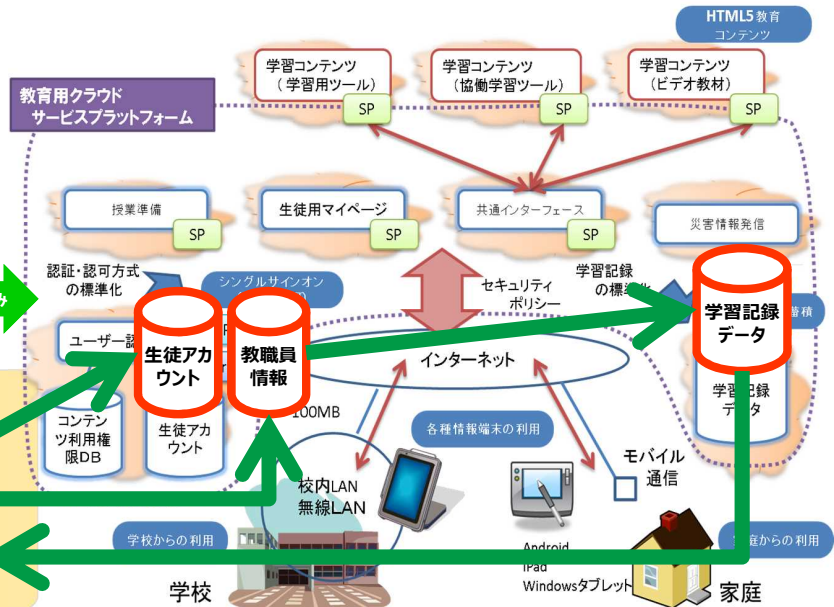 HTML5教育
コンテンツ
学習コンテンツ
（学習用ツール）
SP
学習コンテンツ
（協働学習ツール）
SP
学習コンテンツ
（ビデオ教材）
SP
教育用クラウド
サービスプラットフォーム
授業準備
SP
生徒用マイページ
SP
共通インターフェース
SP
災害情報発信
認証・認可方式
の標準化
シングルサインオン
セキュリティ
ポリシー
学習記録
の標準化
蓄積
み
ユーザー認
生徒アカ
ウント
教職員
情報
学習記録
データ
インターネット
コンテン
ツ利用権
限DB
生徒アカ
ウント
学習記録
データ
100MB
各種情報端末の利用
校内LAN
無線LAN
モバイル
通信
学校からの利用
家庭からの利用
Android
iPad
Windowsタブレット
学校
家庭